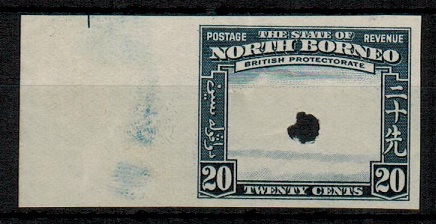 POSTAGE THE STATE OF REVENUE
NORTH BORNEO
BRITISH PROTECTORATE
二十先
20 TWENTY CENTS 20